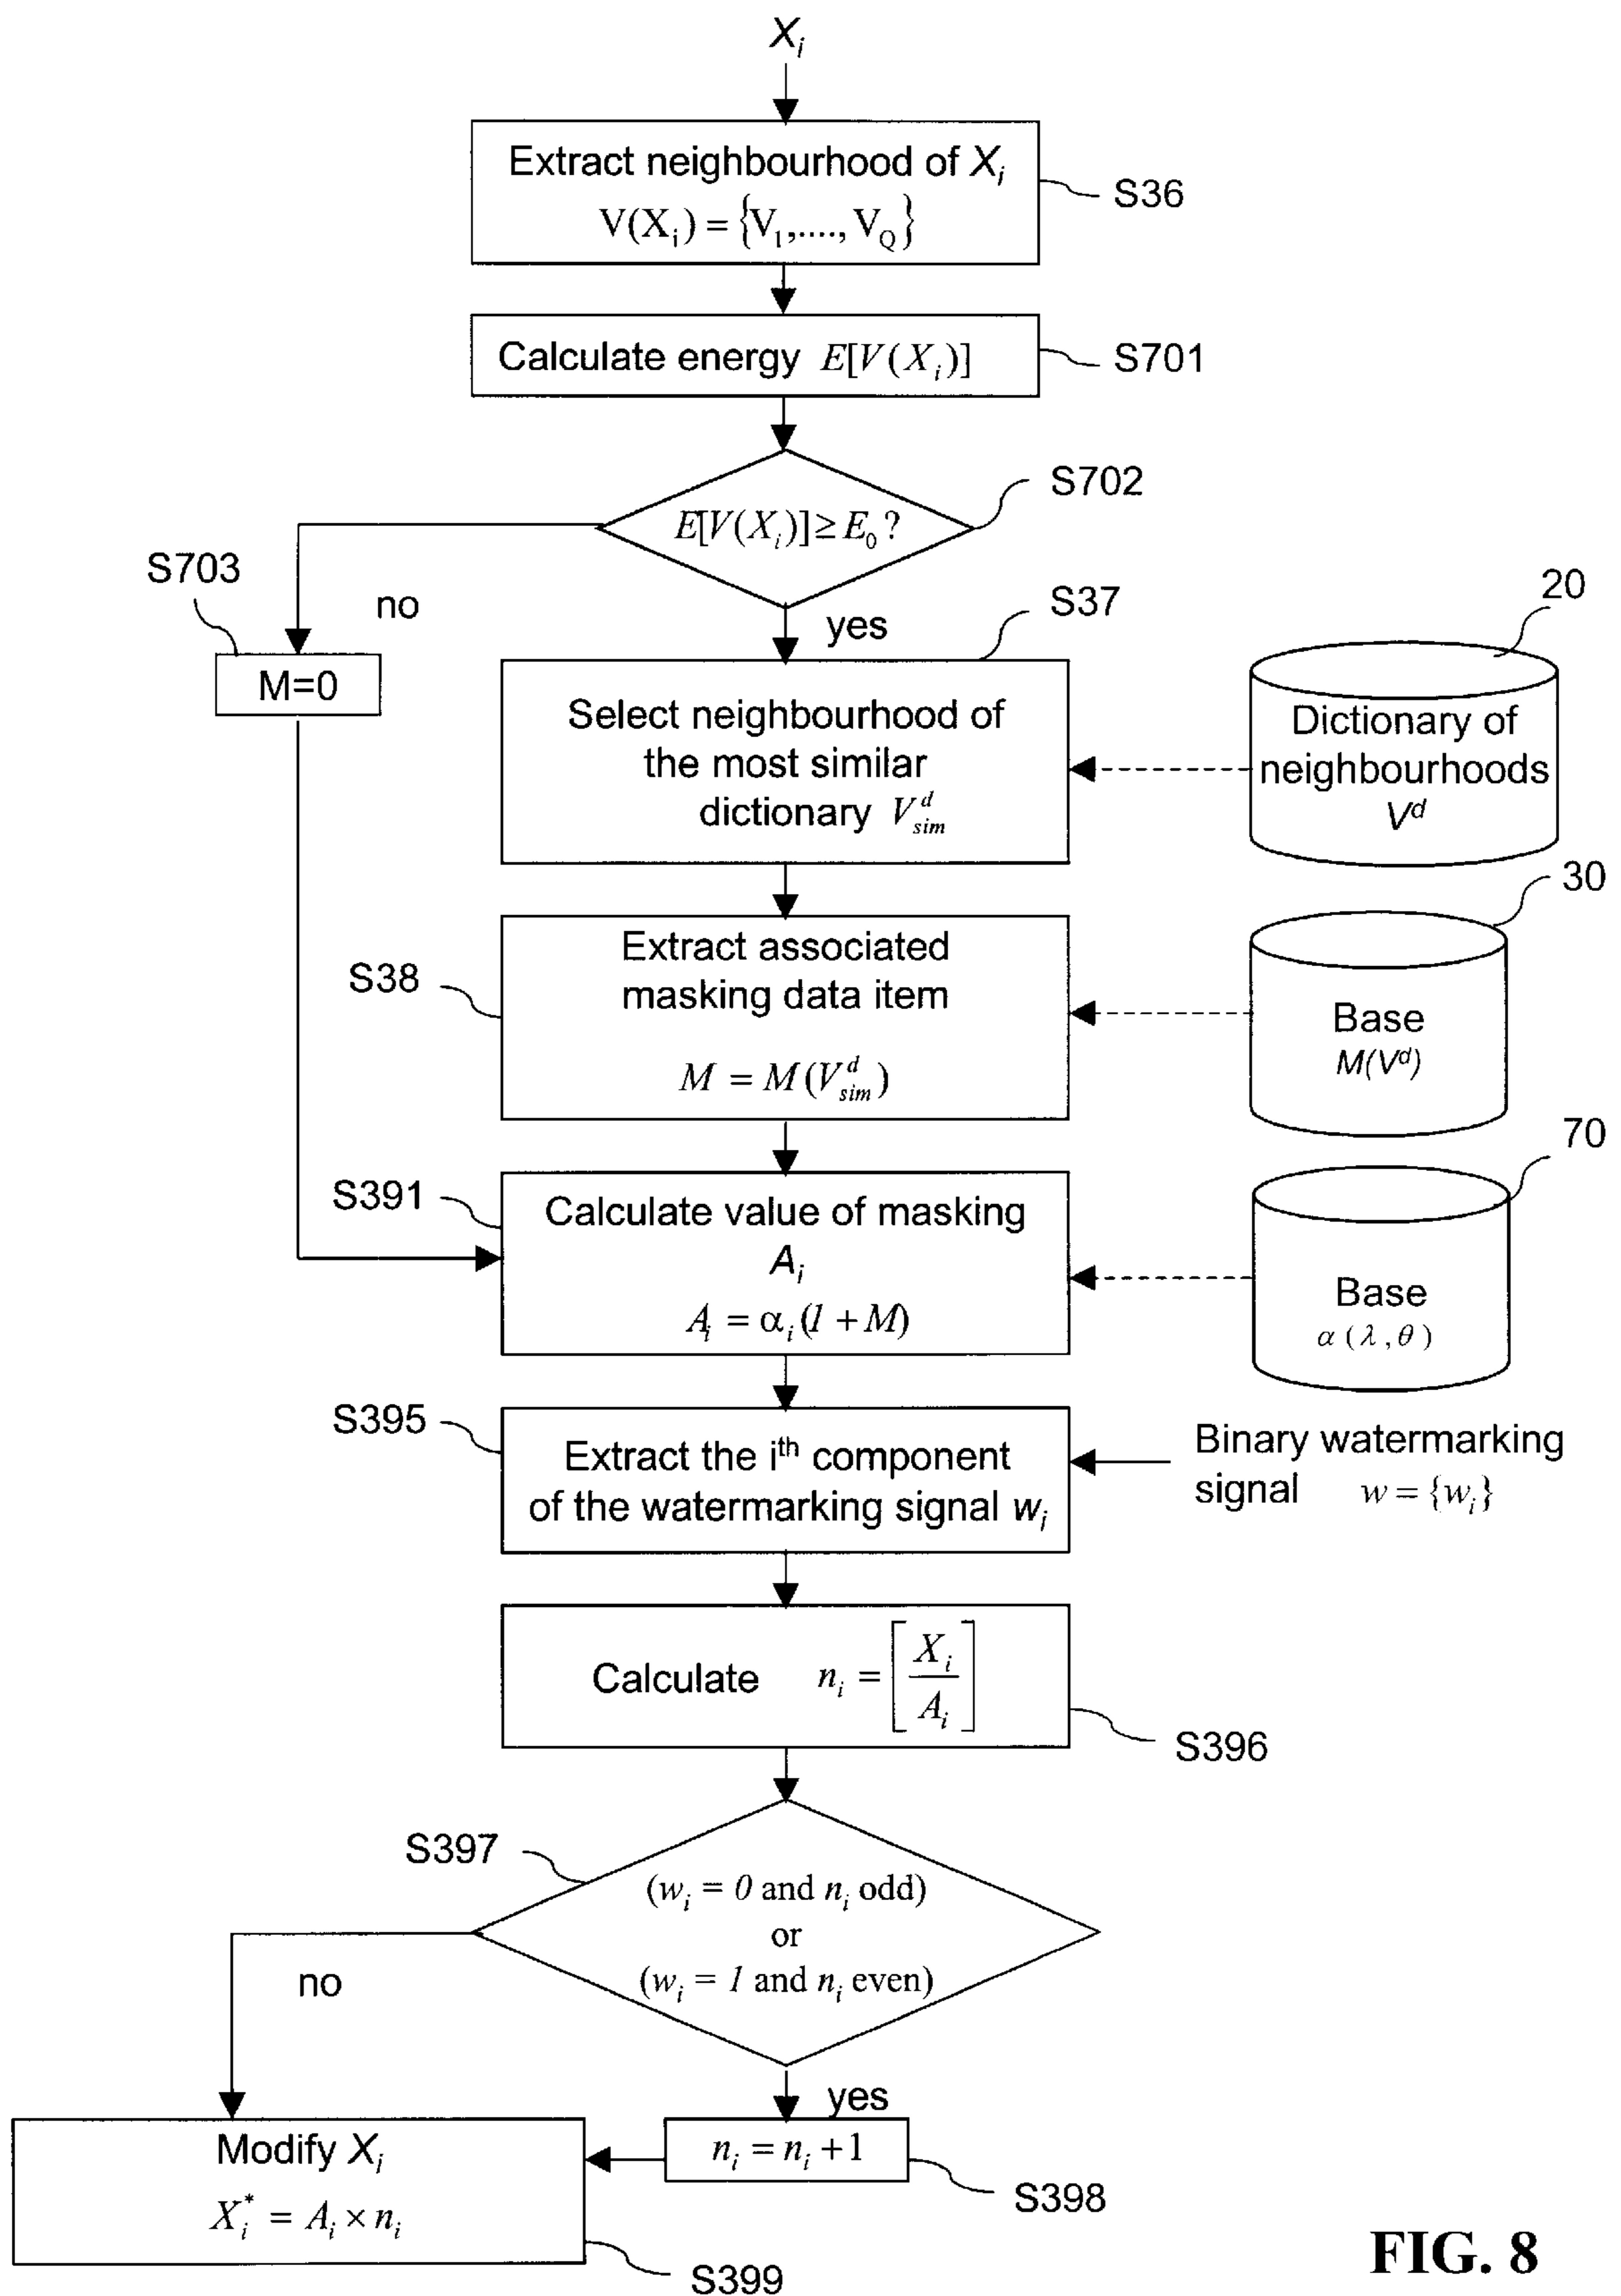 Xi
Extract neighbourhood of Xi
V(Xi) = {V1,...., VQ}
S36
Calculate energy E[V(Xi)]
S701
E[V(Xi)] ≥ E0 ?
S702
S703
no
M=0
yes
S37
Select neighbourhood of
the most similar
dictionary V^d_sim
20
Dictionary of
neighbourhoods
V^d
S38
Extract associated
masking data item
M = M(V^d_sim)
30
Base
M(V^d)
S391
Calculate value of masking
Ai
Ai = αi (1 + M)
70
Base
α (λ, θ)
S395
Extract the i^th component
of the watermarking signal wi
Binary watermarking
signal w = {wi}
Calculate ni = [Xi / Ai]
S396
S397
(wi = 0 and ni odd)
or
(wi = 1 and ni even)
no
yes
Modify Xi
X*i = Ai × ni
ni = ni + 1
S398
S399
FIG. 8